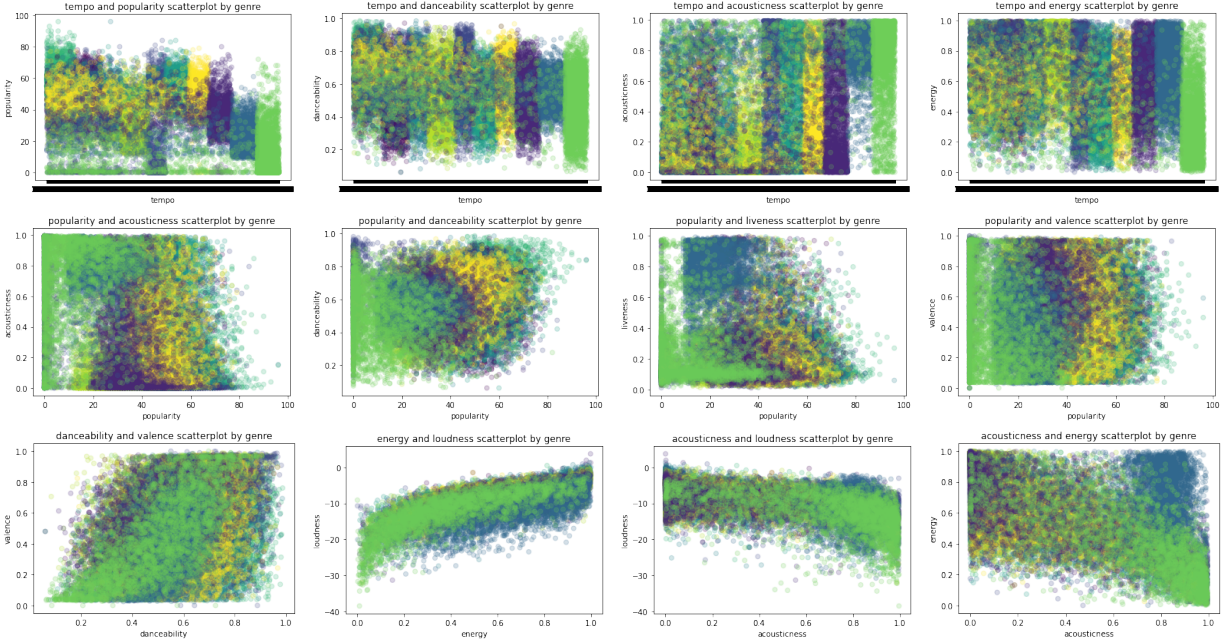 tempo and popularity scatterplot by genre
popularity
100
80
60
40
20
0
tempo
tempo and danceability scatterplot by genre
danceability
1.0
0.8
0.6
0.4
0.2
tempo
tempo and acousticness scatterplot by genre
acousticness
1.0
0.8
0.6
0.4
0.2
0.0
tempo
tempo and energy scatterplot by genre
energy
1.0
0.8
0.6
0.4
0.2
0.0
tempo
popularity and acousticness scatterplot by genre
acousticness
1.0
0.8
0.6
0.4
0.2
0.0
0 20 40 60 80 100
popularity
popularity and danceability scatterplot by genre
danceability
1.0
0.8
0.6
0.4
0.2
0 20 40 60 80 100
popularity
popularity and liveness scatterplot by genre
liveness
1.0
0.8
0.6
0.4
0.2
0.0
0 20 40 60 80 100
popularity
popularity and valence scatterplot by genre
valence
1.0
0.8
0.6
0.4
0.2
0.0
0 20 40 60 80 100
popularity
danceability and valence scatterplot by genre
valence
1.0
0.8
0.6
0.4
0.2
0.0
0.2 0.4 0.6 0.8 1.0
danceability
energy and loudness scatterplot by genre
loudness
0
−10
−20
−30
−40
0.0 0.2 0.4 0.6 0.8 1.0
energy
acousticness and loudness scatterplot by genre
loudness
0
−10
−20
−30
−40
0.0 0.2 0.4 0.6 0.8 1.0
acousticness
acousticness and energy scatterplot by genre
energy
1.0
0.8
0.6
0.4
0.2
0.0
0.0 0.2 0.4 0.6 0.8 1.0
acousticness